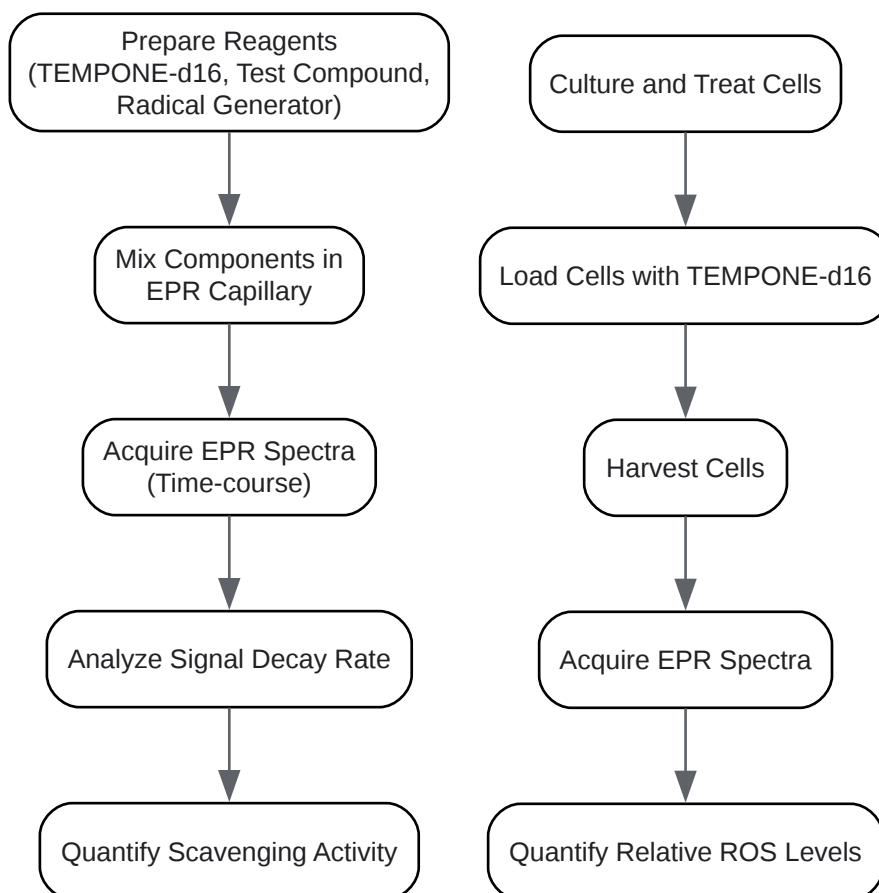 Prepare Reagents
(TEMPONE-d16, Test Compound,
Radical Generator)
Mix Components in
EPR Capillary
Acquire EPR Spectra
(Time-course)
Analyze Signal Decay Rate
Quantify Scavenging Activity
Culture and Treat Cells
Load Cells with TEMPONE-d16
Harvest Cells
Acquire EPR Spectra
Quantify Relative ROS Levels